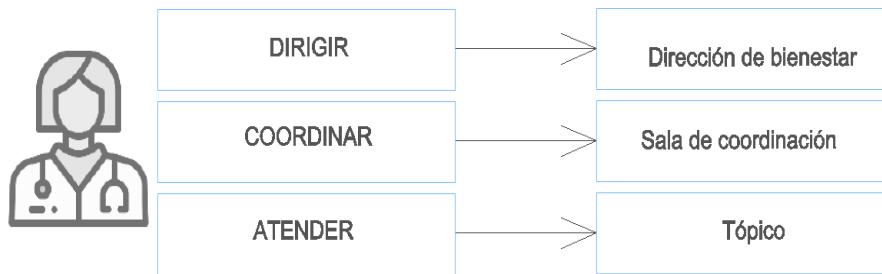 DIRIGIR
Dirección de bienestar
COORDINAR
Sala de coordinación
ATENDER
Tópico